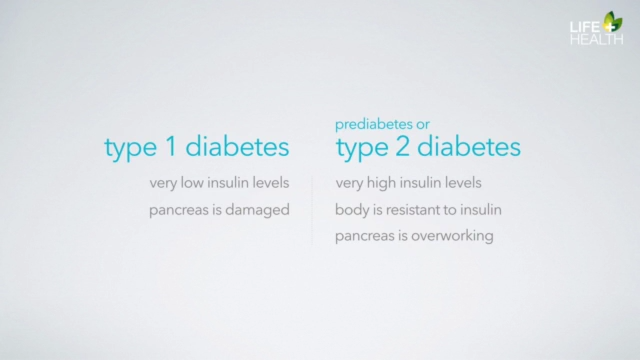 LIFE+
HEALTH
type 1 diabetes
very low insulin levels
pancreas is damaged
prediabetes or
type 2 diabetes
very high insulin levels
body is resistant to insulin
pancreas is overworking